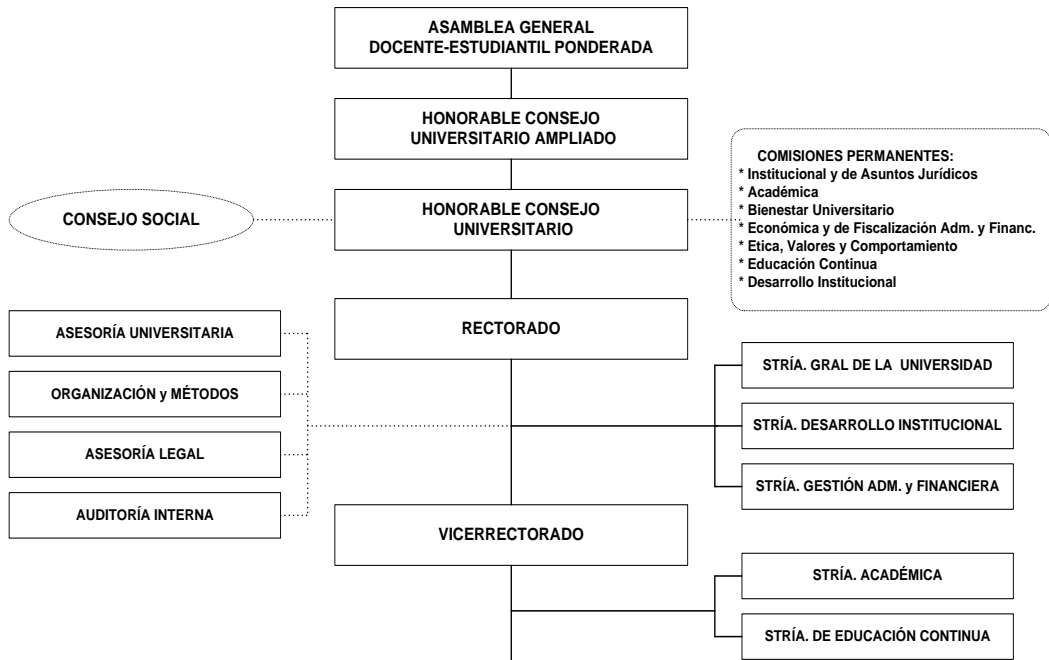 ASAMBLEA GENERAL
DOCENTE-ESTUDIANTIL PONDERADA
HONORABLE CONSEJO
UNIVERSITARIO AMPLIADO
COMISIONES PERMANENTES:
* Institucional y de Asuntos Jurídicos
* Académica
* Bienestar Universitario
* Económica y de Fiscalización Adm. y Financ.
* Etica, Valores y Comportamiento
* Educación Continua
* Desarrollo Institucional
CONSEJO SOCIAL
HONORABLE CONSEJO
UNIVERSITARIO
RECTORADO
ASESORÍA UNIVERSITARIA
ORGANIZACIÓN y MÉTODOS
ASESORÍA LEGAL
AUDITORÍA INTERNA
STRÍA. GRAL DE LA UNIVERSIDAD
STRÍA. DESARROLLO INSTITUCIONAL
STRÍA. GESTIÓN ADM. y FINANCIERA
VICERRECTORADO
STRÍA. ACADÉMICA
STRÍA. DE EDUCACIÓN CONTINUA